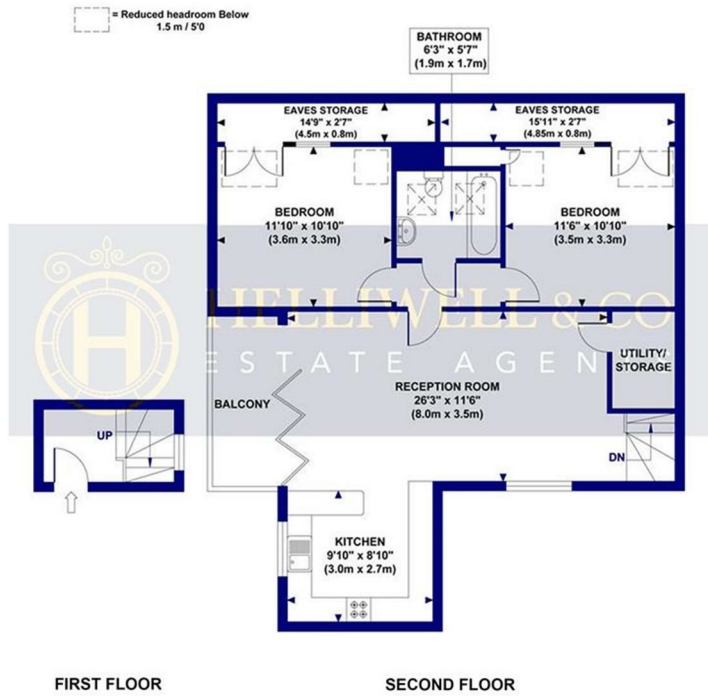 = Reduced headroom Below
1.5 m / 5'0
BATHROOM
6'3" x 5'7"
(1.9m x 1.7m)
EAVES STORAGE
14'9" x 2'7"
(4.5m x 0.8m)
EAVES STORAGE
15'11" x 2'7"
(4.85m x 0.8m)
BEDROOM
11'10" x 10'10"
(3.6m x 3.3m)
BEDROOM
11'6" x 10'10"
(3.5m x 3.3m)
H
HELLIWELL & CO
ESTATE AGENT
UTILITY/
STORAGE
RECEPTION ROOM
26'3" x 11'6"
(8.0m x 3.5m)
BALCONY
UP
DN
KITCHEN
9'10" x 8'10"
(3.0m x 2.7m)
FIRST FLOOR
SECOND FLOOR